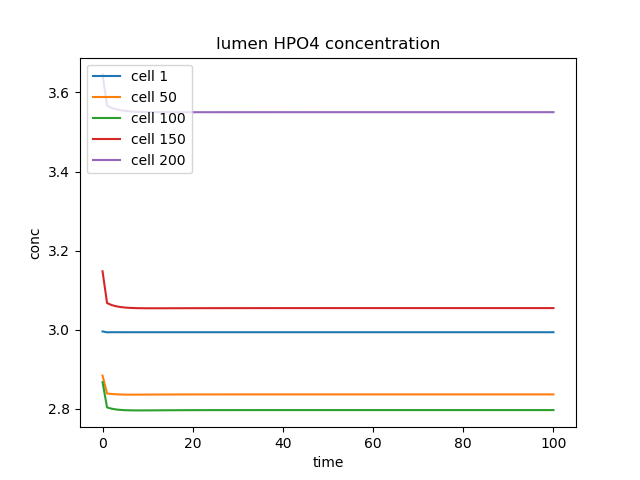 lumen HPO4 concentration
cell 1
cell 50
cell 100
cell 150
cell 200
conc
3.6
3.4
3.2
3.0
2.8
0
20
40
60
80
100
time